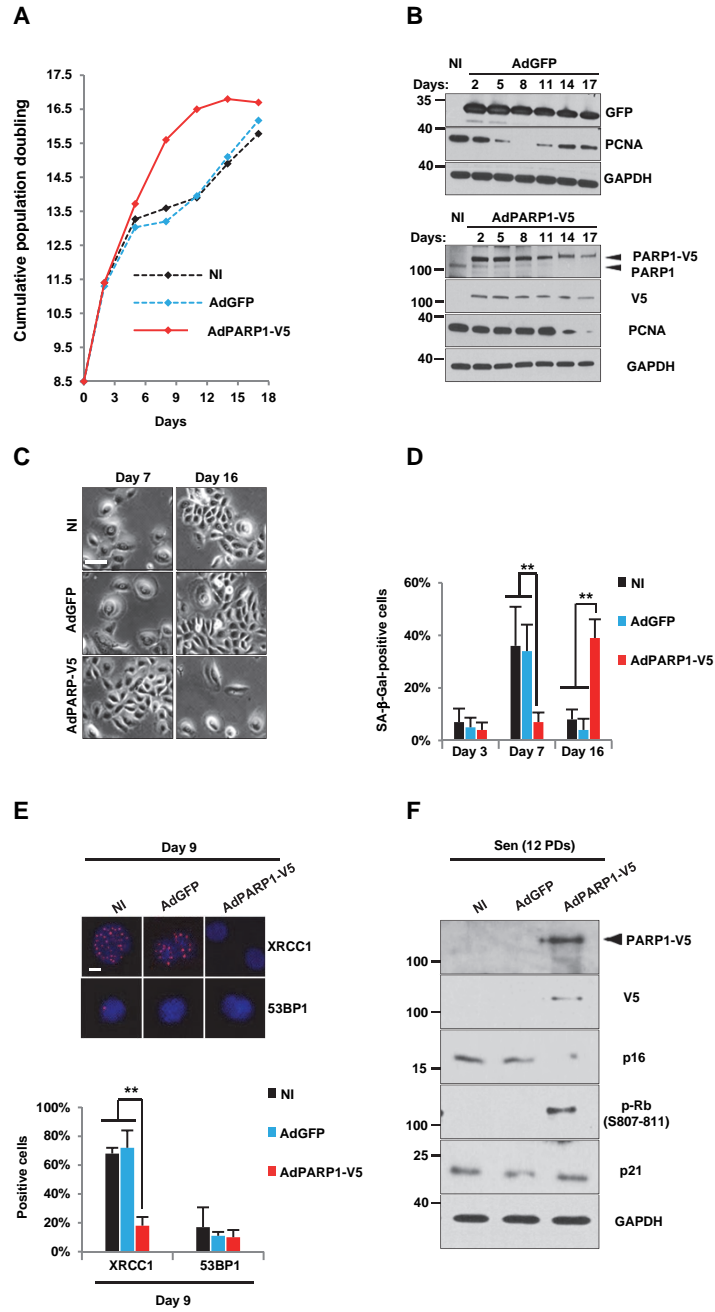 A
17.5
16.5
15.5
14.5
13.5
12.5
11.5
10.5
9.5
8.5
0 3 6 9 12 15 18
Cumulative population doubling
Days
NI
AdGFP
AdPARP1-V5
B
NI AdGFP
Days: 2 5 8 11 14 17
35
GFP
40
PCNA
40
GAPDH
NI AdPARP1-V5
Days: 2 5 8 11 14 17
PARP1-V5
100
PARP1
100
V5
40
PCNA
40
GAPDH
C
Day 7 Day 16
NI
AdGFP
AdPARP-V5
D
60%
40%
20%
0%
SA-β-Gal-positive cells
** **
Day 3 Day 7 Day 16
NI
AdGFP
AdPARP1-V5
E
Day 9
NI AdGFP AdPARP1-V5
XRCC1
53BP1
100%
80%
60%
40%
20%
0%
Positive cells
**
XRCC1 53BP1
Day 9
NI
AdGFP
AdPARP1-V5
F
Sen (12 PDs)
NI AdGFP AdPARP1-V5
PARP1-V5
100
V5
100
p16
15
p-Rb
(S807-811)
100
25
p21
40
GAPDH